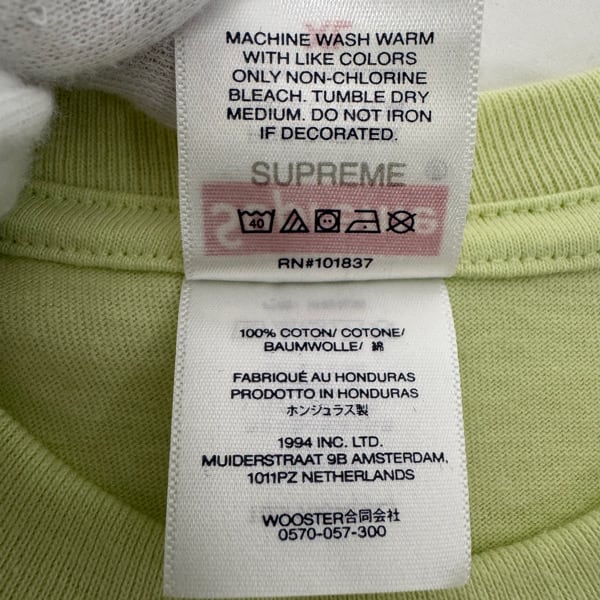 MACHINE WASH WARM
WITH LIKE COLORS
ONLY NON-CHLORINE
BLEACH. TUMBLE DRY
MEDIUM. DO NOT IRON
IF DECORATED.
SUPREME
40
RN#101837
100% COTON/ COTONE/
BAUMWOLLE/ 綿
FABRIQUÉ AU HONDURAS
PRODOTTO IN HONDURAS
ホンジュラス製
1994 INC. LTD.
MUIDERSTRAAT 9B AMSTERDAM,
1011PZ NETHERLANDS
WOOSTER合同会社
0570-057-300